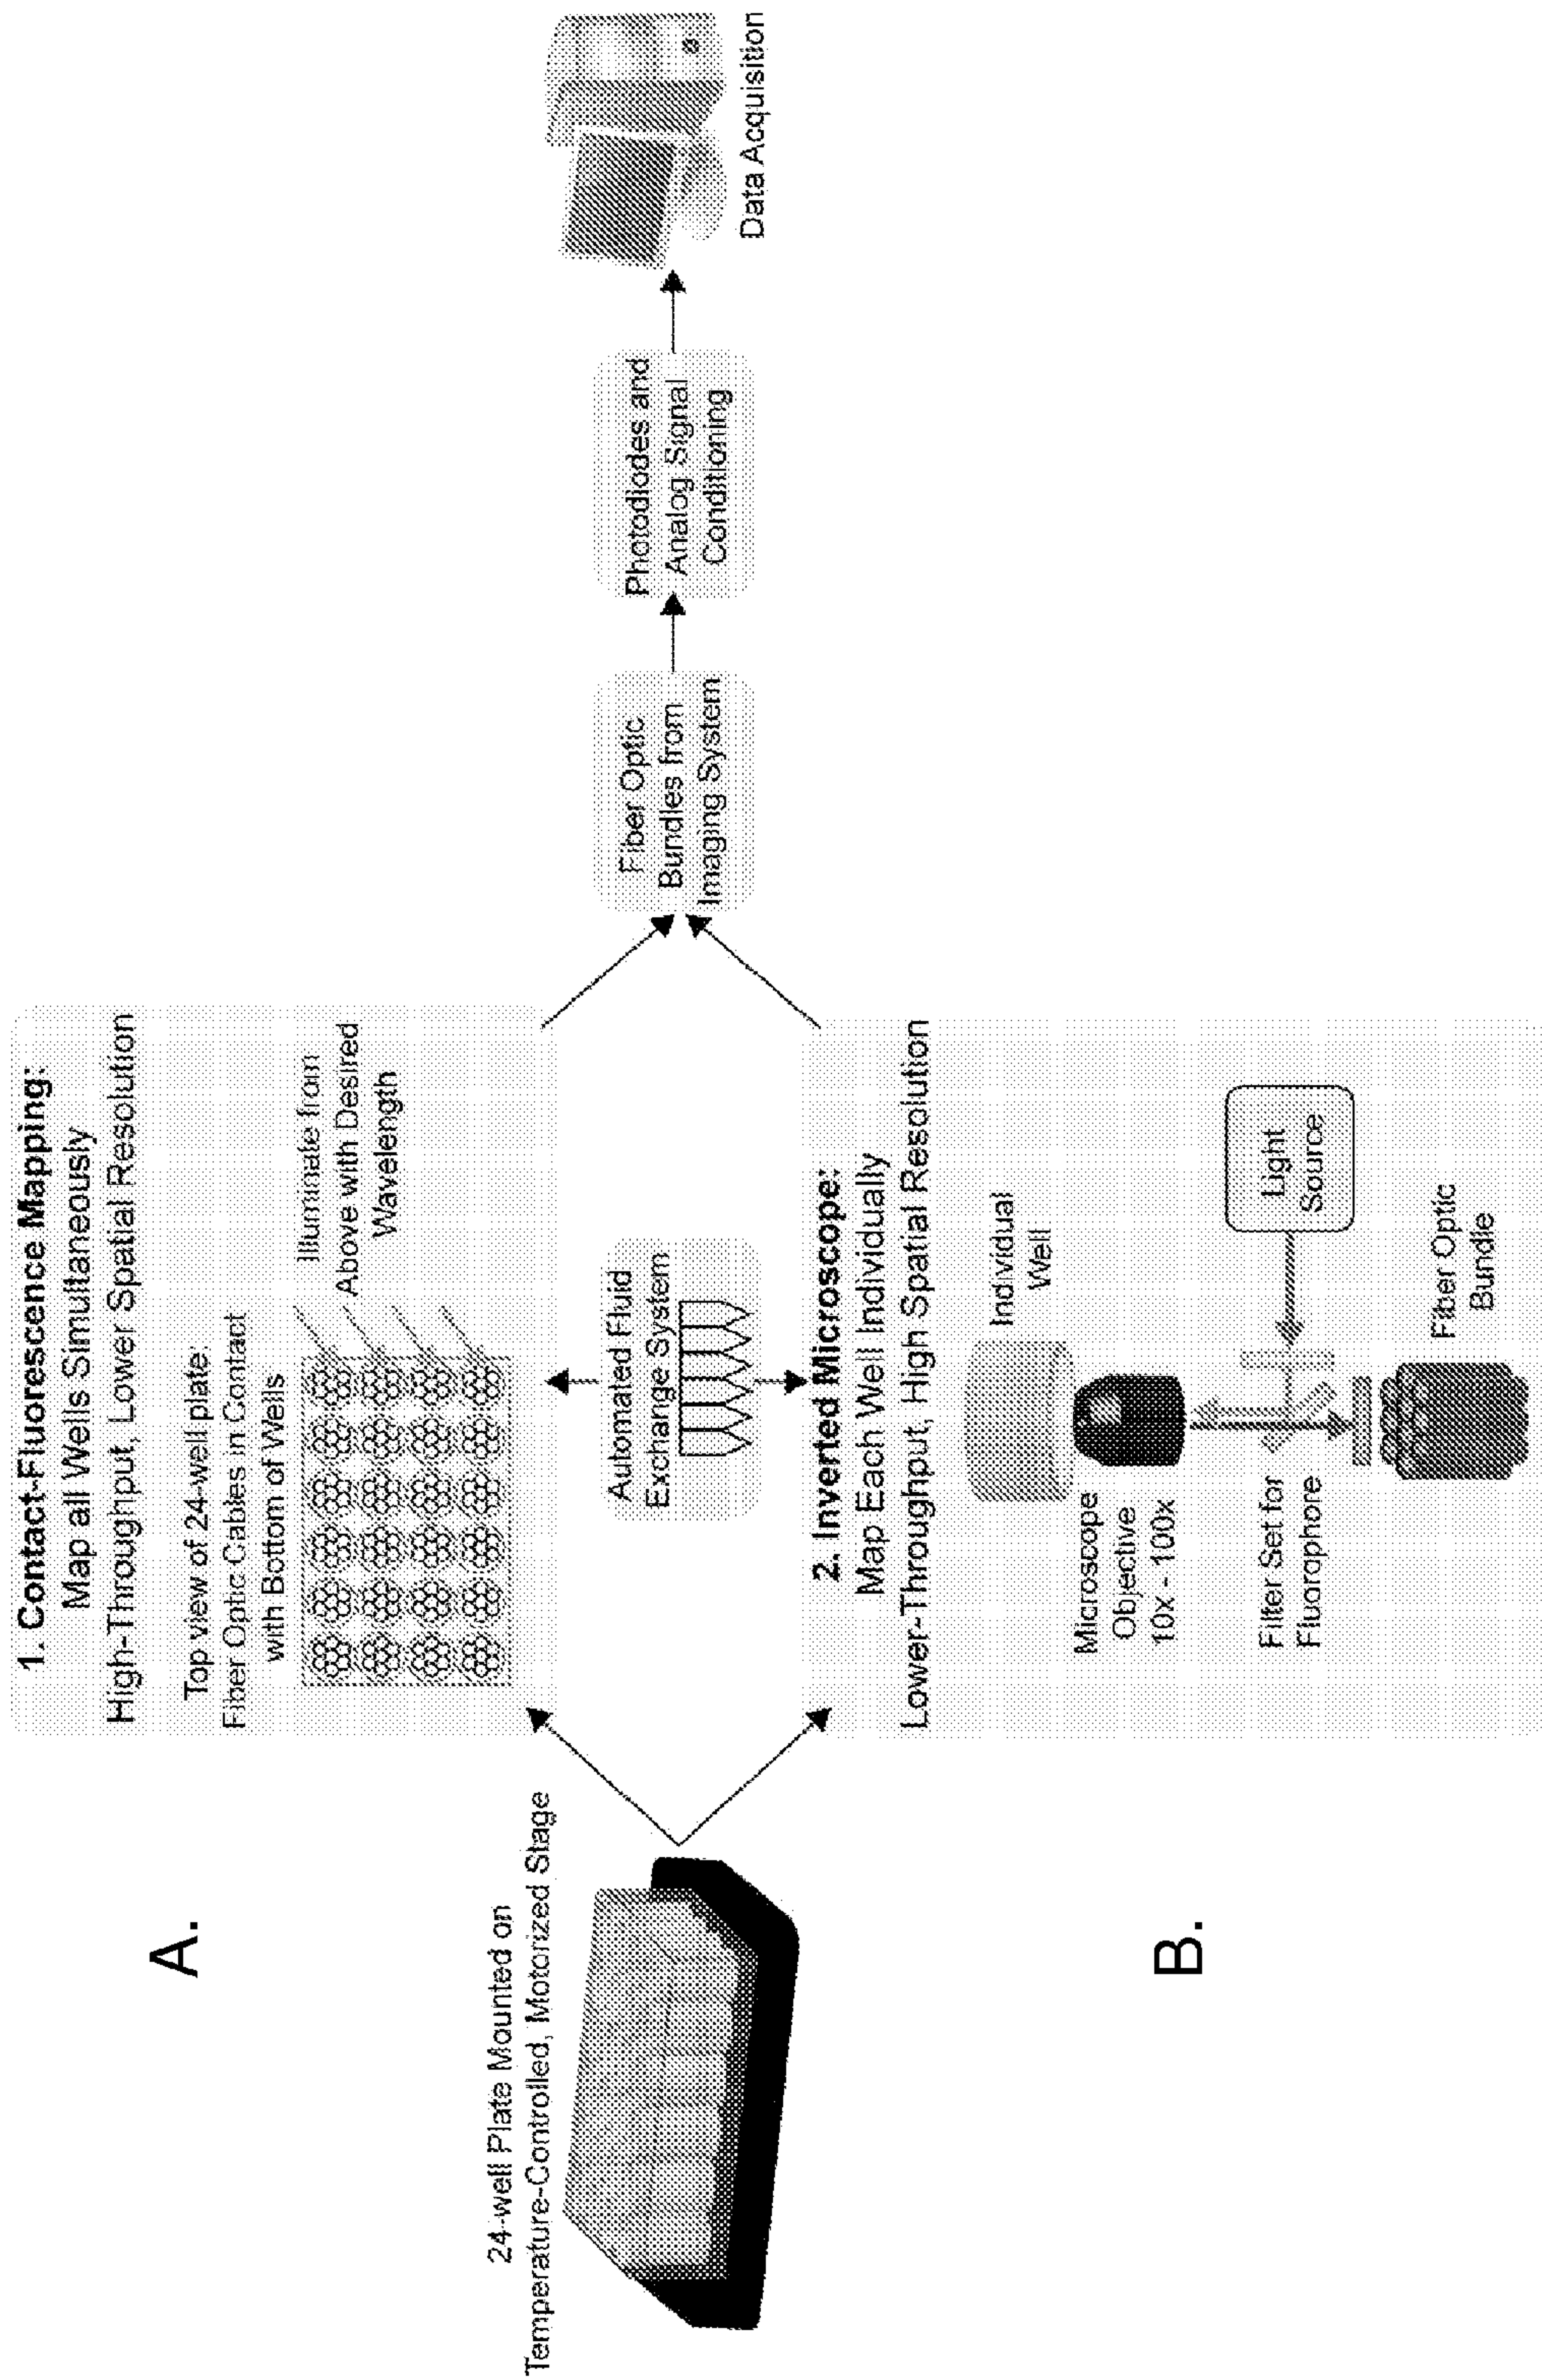 A.
24-well Plate Mounted on
Temperature-Controlled, Motorized Stage
1. Contact-Fluorescence Mapping:
Map all Wells Simultaneously
High-Throughput, Lower Spatial Resolution
Top view of 24-well plate:
Fiber Optic Cables in Contact
with Bottom of Wells
Illuminate from
Above with Desired
Wavelength
Automated Fluid
Exchange System
B.
2. Inverted Microscope:
Map Each Well Individually
Lower-Throughput, High Spatial Resolution
Individual
Well
Microscope
Objective
10x - 100x
Light
Source
Filter Set for
Fluorophore
Fiber Optic
Bundle
Fiber Optic
Bundles from
Imaging System
Photodiodes and
Analog Signal
Conditioning
Data Acquisition